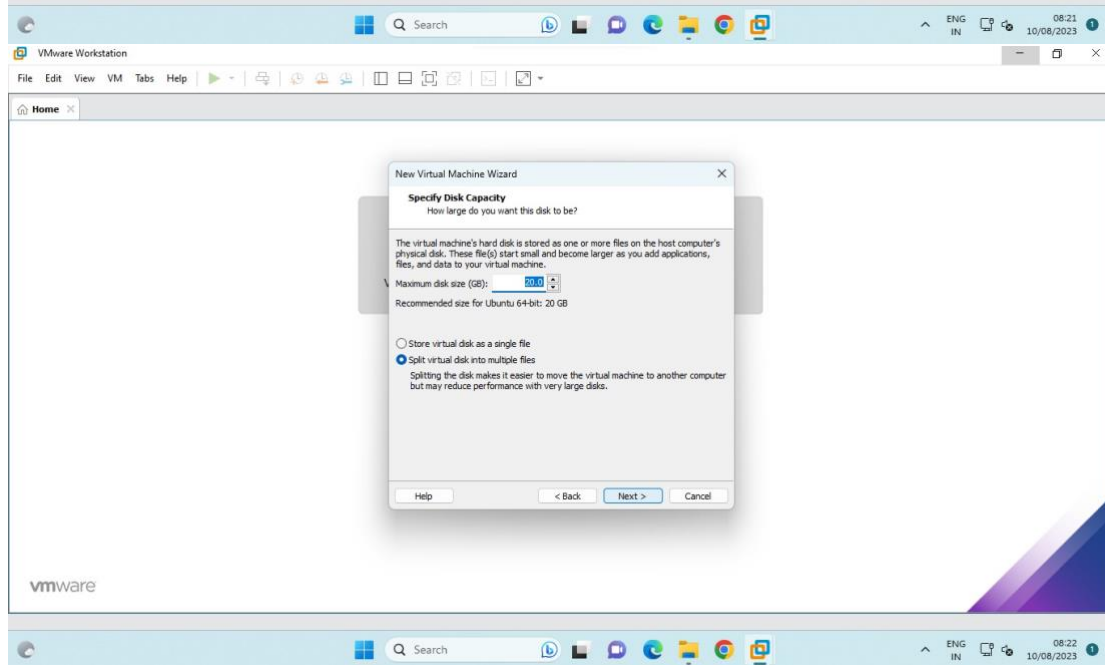 Search
ENG
IN
08:21
10/08/2023
1
VMware Workstation
File Edit View VM Tabs Help
Home
New Virtual Machine Wizard
Specify Disk Capacity
How large do you want this disk to be?
The virtual machine's hard disk is stored as one or more files on the host computer's
physical disk. These file(s) start small and become larger as you add applications,
files, and data to your virtual machine.
Maximum disk size (GB): 20.0
Recommended size for Ubuntu 64-bit: 20 GB
Store virtual disk as a single file
Split virtual disk into multiple files
Splitting the disk makes it easier to move the virtual machine to another computer
but may reduce performance with very large disks.
Help < Back Next > Cancel
vmware
Search
ENG
IN
08:22
10/08/2023
1